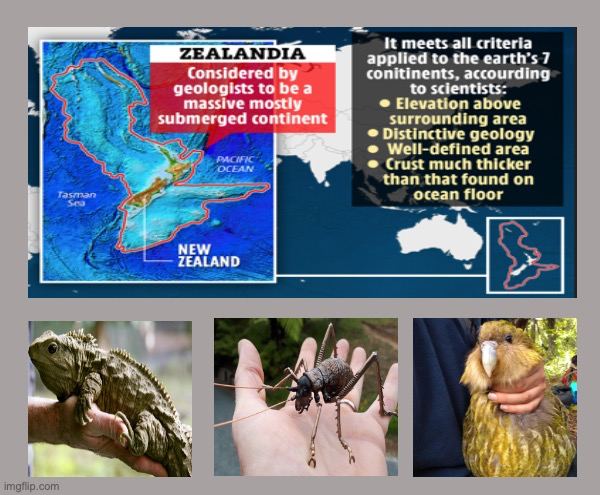 ZEALANDIA
Considered by
geologists to be a
massive mostly
submerged continent
PACIFIC
OCEAN
Tasman
Sea
NEW
ZEALAND
It meets all criteria
applied to the earth's 7
conitinents, accourding
to scientists:
• Elevation above
surrounding area
• Distinctive geology
• Well-defined area
• Crust much thicker
than that found on
ocean floor
imgflip.com